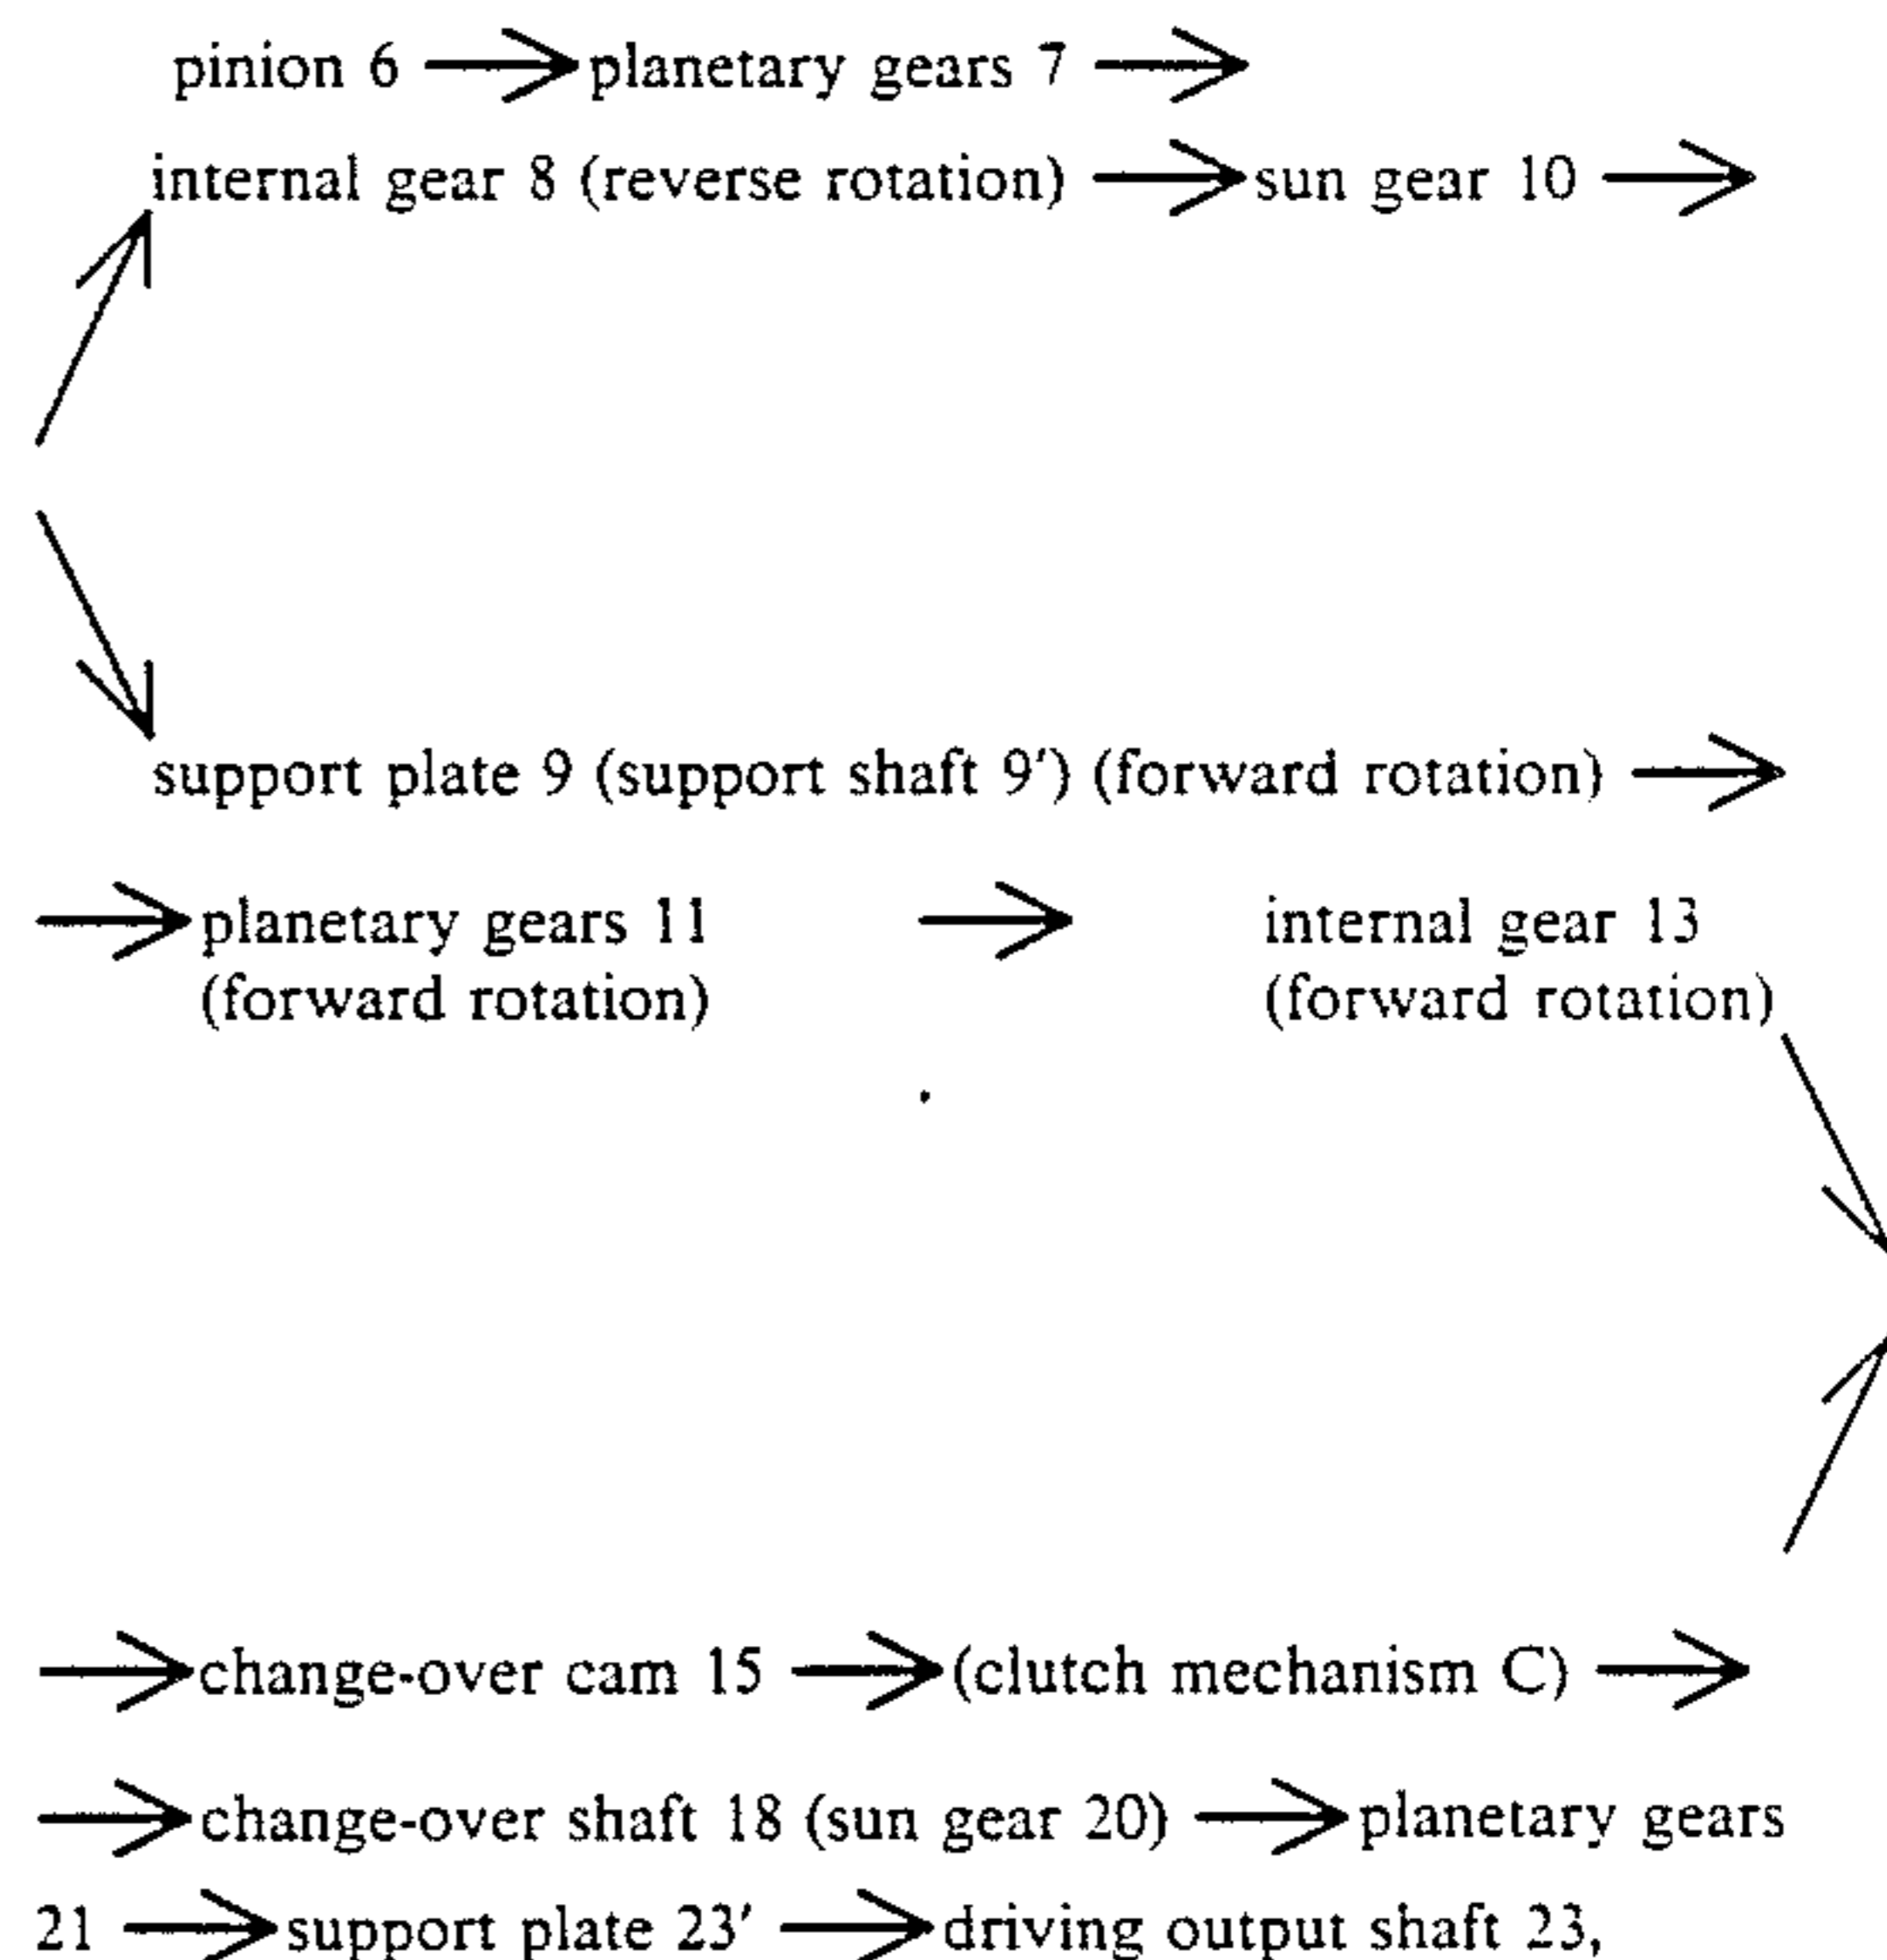 pinion 6 → planetary gears 7 →
internal gear 8 (reverse rotation) → sun gear 10 →
support plate 9 (support shaft 9') (forward rotation) →
→ planetary gears 11 → internal gear 13
(forward rotation) (forward rotation)
→ change-over cam 15 → (clutch mechanism C) →
→ change-over shaft 18 (sun gear 20) → planetary gears
21 → support plate 23' → driving output shaft 23,